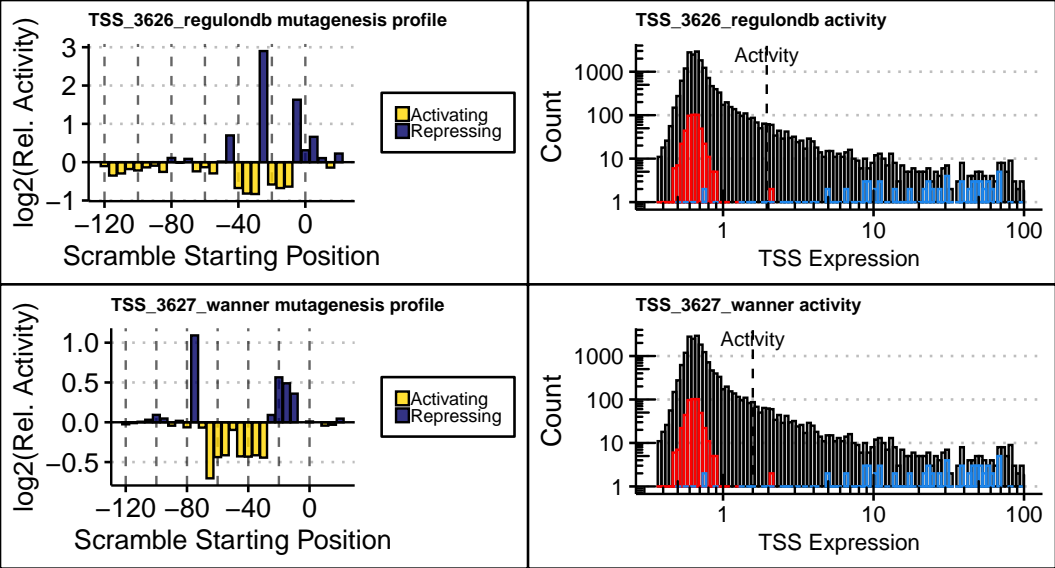 TSS_3626_regulondb mutagenesis profile
log2(Rel. Activity)
3
2
1
0
−1
−120 −80 −40 0
Scramble Starting Position
Activating
Repressing
TSS_3626_regulondb activity
Activity
Count
1000
100
10
1
1 10 100
TSS Expression
TSS_3627_wanner mutagenesis profile
log2(Rel. Activity)
1.0
0.5
0.0
−0.5
−120 −80 −40 0
Scramble Starting Position
Activating
Repressing
TSS_3627_wanner activity
Activity
Count
1000
100
10
1
1 10 100
TSS Expression